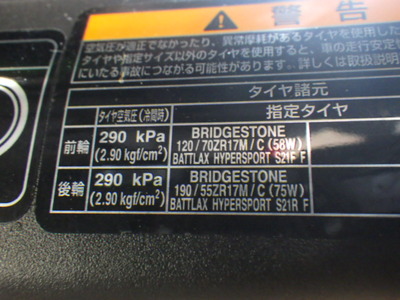 警告
空気圧が適正でなかったり、異常摩耗があるタイヤを使用した
タイヤや指定サイズ以外のタイヤを使用すると、車の走行安定
にいたる事故につながる可能性があります。詳しくは取扱説明
タイヤ諸元
タイヤ空気圧(冷間時) 指定タイヤ
前輪 290 kPa (2.90 kgf/cm²) BRIDGESTONE
120/70ZR17M/C (58W)
BATTLAX HYPERSPORT S21F F
後輪 290 kPa (2.90 kgf/cm²) BRIDGESTONE
190/55ZR17M/C (75W)
BATTLAX HYPERSPORT S21R F